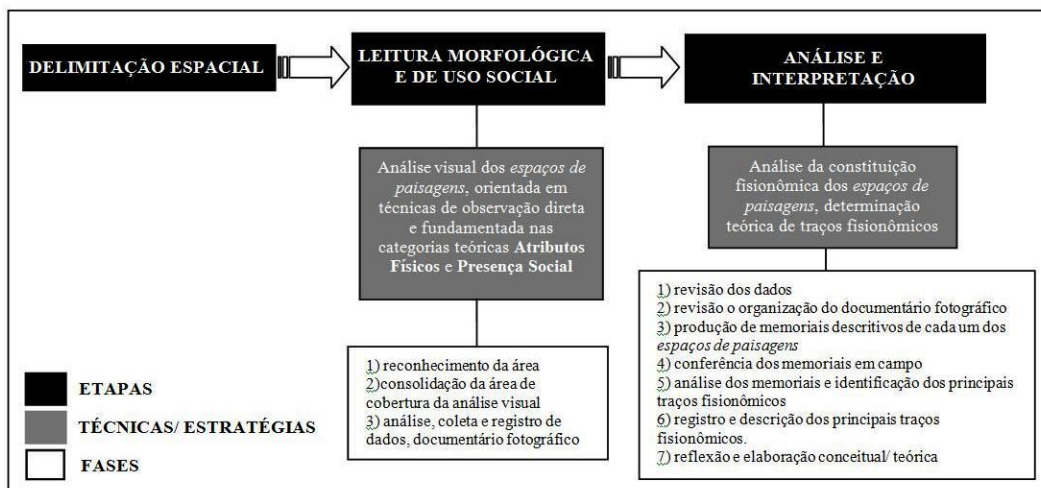 DELIMITAÇÃO ESPACIAL
LEITURA MORFOLÓGICA
E DE USO SOCIAL
ANÁLISE E
INTERPRETAÇÃO
Análise visual dos espaços de
paisagens, orientada em
técnicas de observação direta
e fundamentada nas
categorias teóricas Atributos
Físicos e Presença Social
Análise da constituição
fisionômica dos espaços de
paisagens, determinação
teórica de traços fisionômicos
1) reconhecimento da área
2)consolidação da área de
cobertura da análise visual
3) análise, coleta e registro de
dados, documentário fotográfico
1) revisão dos dados
2) revisão o organização do documentário fotográfico
3) produção de memoriais descritivos de cada um dos
espaços de paisagens
4) conferência dos memoriais em campo
5) análise dos memoriais e identificação dos principais
traços fisionômicos
6) registro e descrição dos principais traços
fisionômicos.
7) reflexão e elaboração conceitual/ teórica
ETAPAS
TÉCNICAS/ ESTRATÉGIAS
FASES